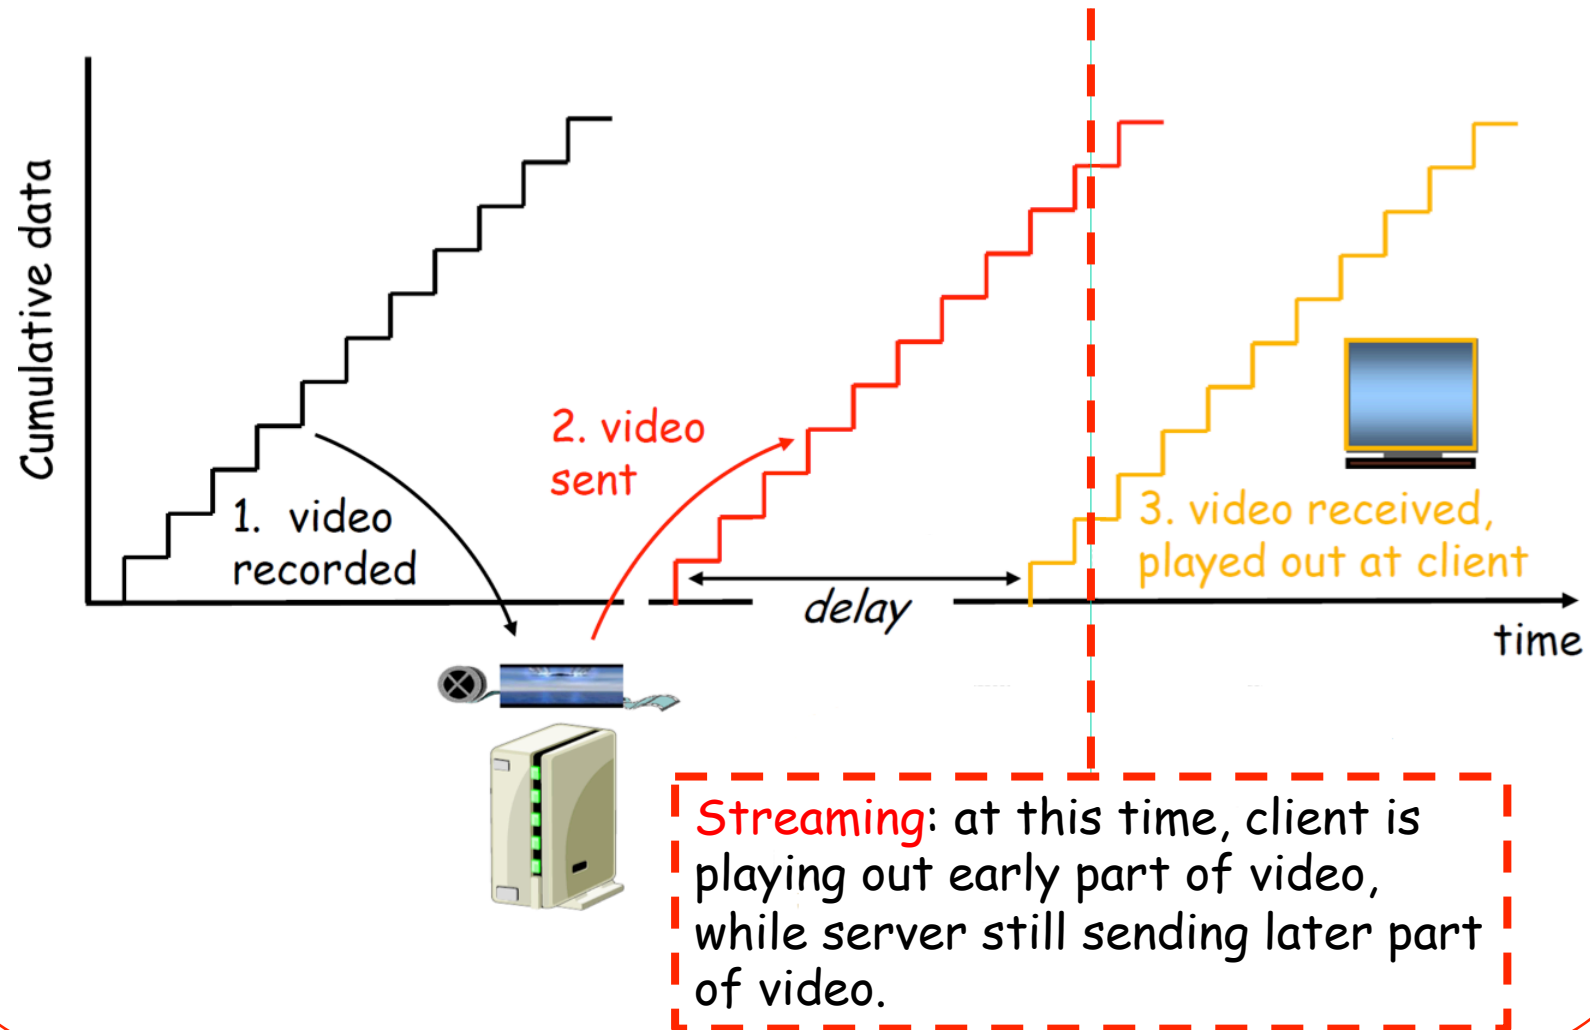 Cumulative data
1. video
recorded
2. video
sent
delay
3. video received,
played out at client
time
Streaming: at this time, client is
playing out early part of video,
while server still sending later part
of video.